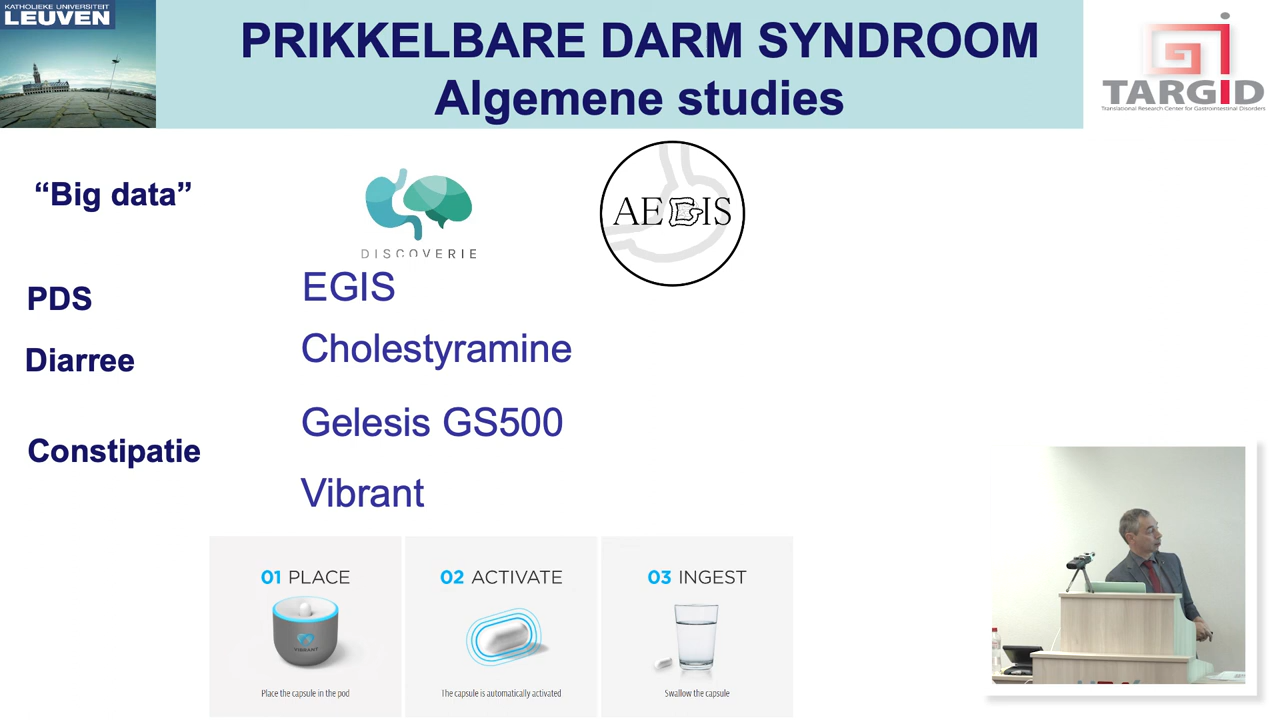 KATHOLIEKE UNIVERSITEIT
LEUVEN
PRIKKELBARE DARM SYNDROOM
Algemene studies
TARGID
Translational Research Center for Gastrointestinal Disorders
“Big data”
DISCOVERIE
AEGIS
PDS
EGIS
Diarree
Cholestyramine
Constipatie
Gelesis GS500
Vibrant
01 PLACE
VIBRANT
Place the capsule in the pod
02 ACTIVATE
The capsule is automatically activated
03 INGEST
Swallow the capsule